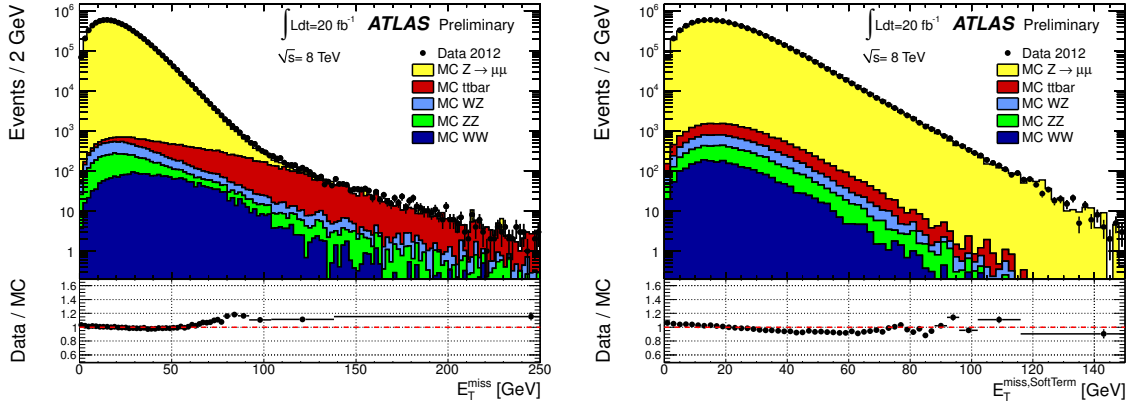 Events / 2 GeV
10⁶
10⁵
10⁴
10³
10²
10
1
∫Ldt=20 fb⁻¹ ATLAS Preliminary
√s= 8 TeV
Data 2012
MC Z → μμ
MC ttbar
MC WZ
MC ZZ
MC WW
Data / MC
1.6
1.4
1.2
1
0.8
0.6
0 50 100 150 200 250
E_T^miss [GeV]
Events / 2 GeV
10⁶
10⁵
10⁴
10³
10²
10
1
∫Ldt=20 fb⁻¹ ATLAS Preliminary
√s= 8 TeV
Data 2012
MC Z → μμ
MC ttbar
MC WZ
MC ZZ
MC WW
Data / MC
1.6
1.4
1.2
1
0.8
0.6
0 20 40 60 80 100 120 140
E_T^miss,SoftTerm [GeV]